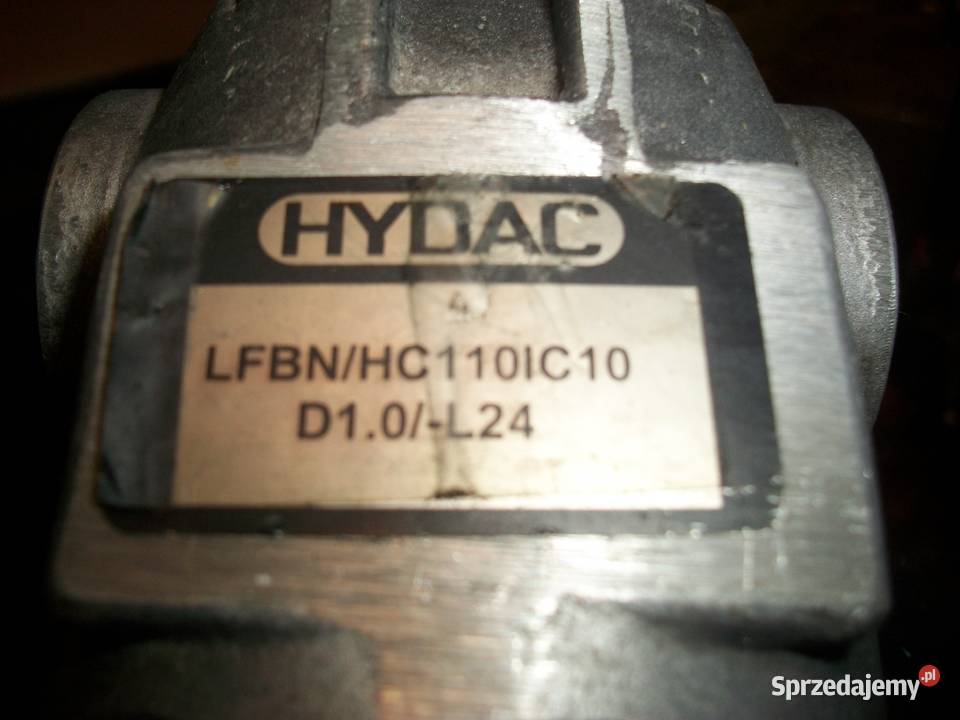 HYDAC
4
LFBN/HC110IC10
D1.0/-L24
Sprzedajemy.pl